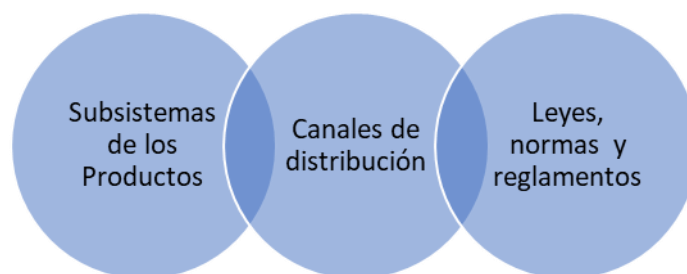 Subsistemas
de los
Productos
Canales de
distribución
Leyes,
normas y
reglamentos